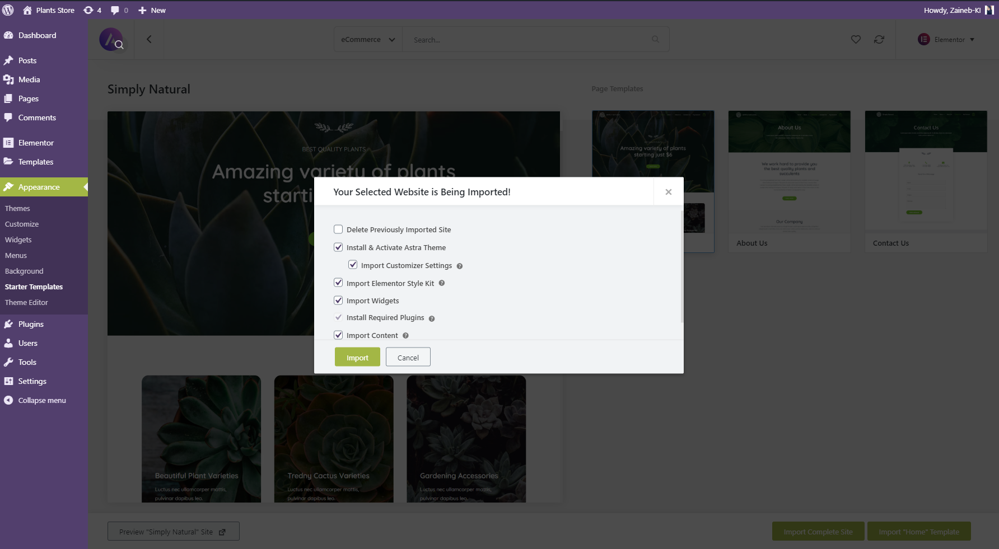 Plants Store
4
0
New
Howdy, Zaineb-KI
Dashboard
Posts
Media
Pages
Comments
Elementor
Templates
Appearance
Themes
Customize
Widgets
Menus
Background
Starter Templates
Theme Editor
Plugins
Users
Tools
Settings
Collapse menu
eCommerce
Search...
Elementor
Simply Natural
BEST QUALITY PLANTS
Amazing variety of plants
starti
Beautiful Plant Varieties
Luctus nec ullamcorper mattis,
pulvinar dapibus leo.
Tredny Cactus Varieties
Luctus nec ullamcorper mattis,
pulvinar dapibus leo.
Gardening Accessories
Luctus nec ullamcorper mattis,
pulvinar dapibus leo.
Page Templates
Amazing variety of plants
starting just $6
About Us
We work hard to provide you
the best quality plants and
succulents
Our Company
About Us
Contact Us
Contact Us
Your Selected Website is Being Imported!
Delete Previously Imported Site
Install & Activate Astra Theme
Import Customizer Settings
Import Elementor Style Kit
Import Widgets
Install Required Plugins
Import Content
Import
Cancel
Preview "Simply Natural" Site
Import Complete Site
Import "Home" Template